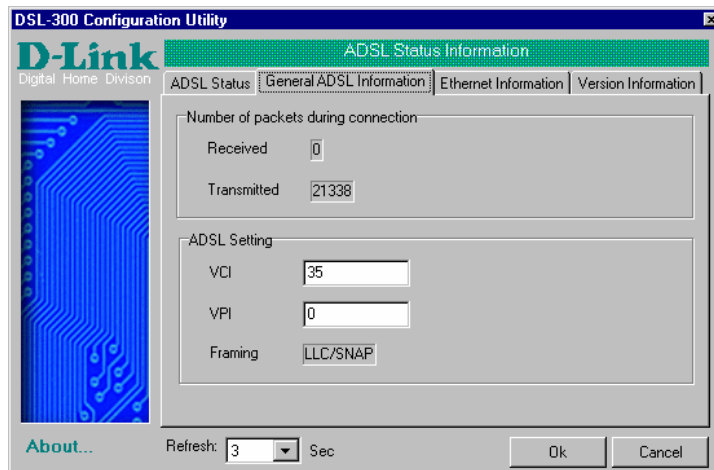 DSL-300 Configuration Utility
D-Link
Digital Home Divison
ADSL Status Information
ADSL Status
General ADSL Information
Ethernet Information
Version Information
Number of packets during connection
Received 0
Transmitted 21338
ADSL Setting
VCI 35
VPI 0
Framing LLC/SNAP
About...
Refresh: 3 Sec
Ok
Cancel